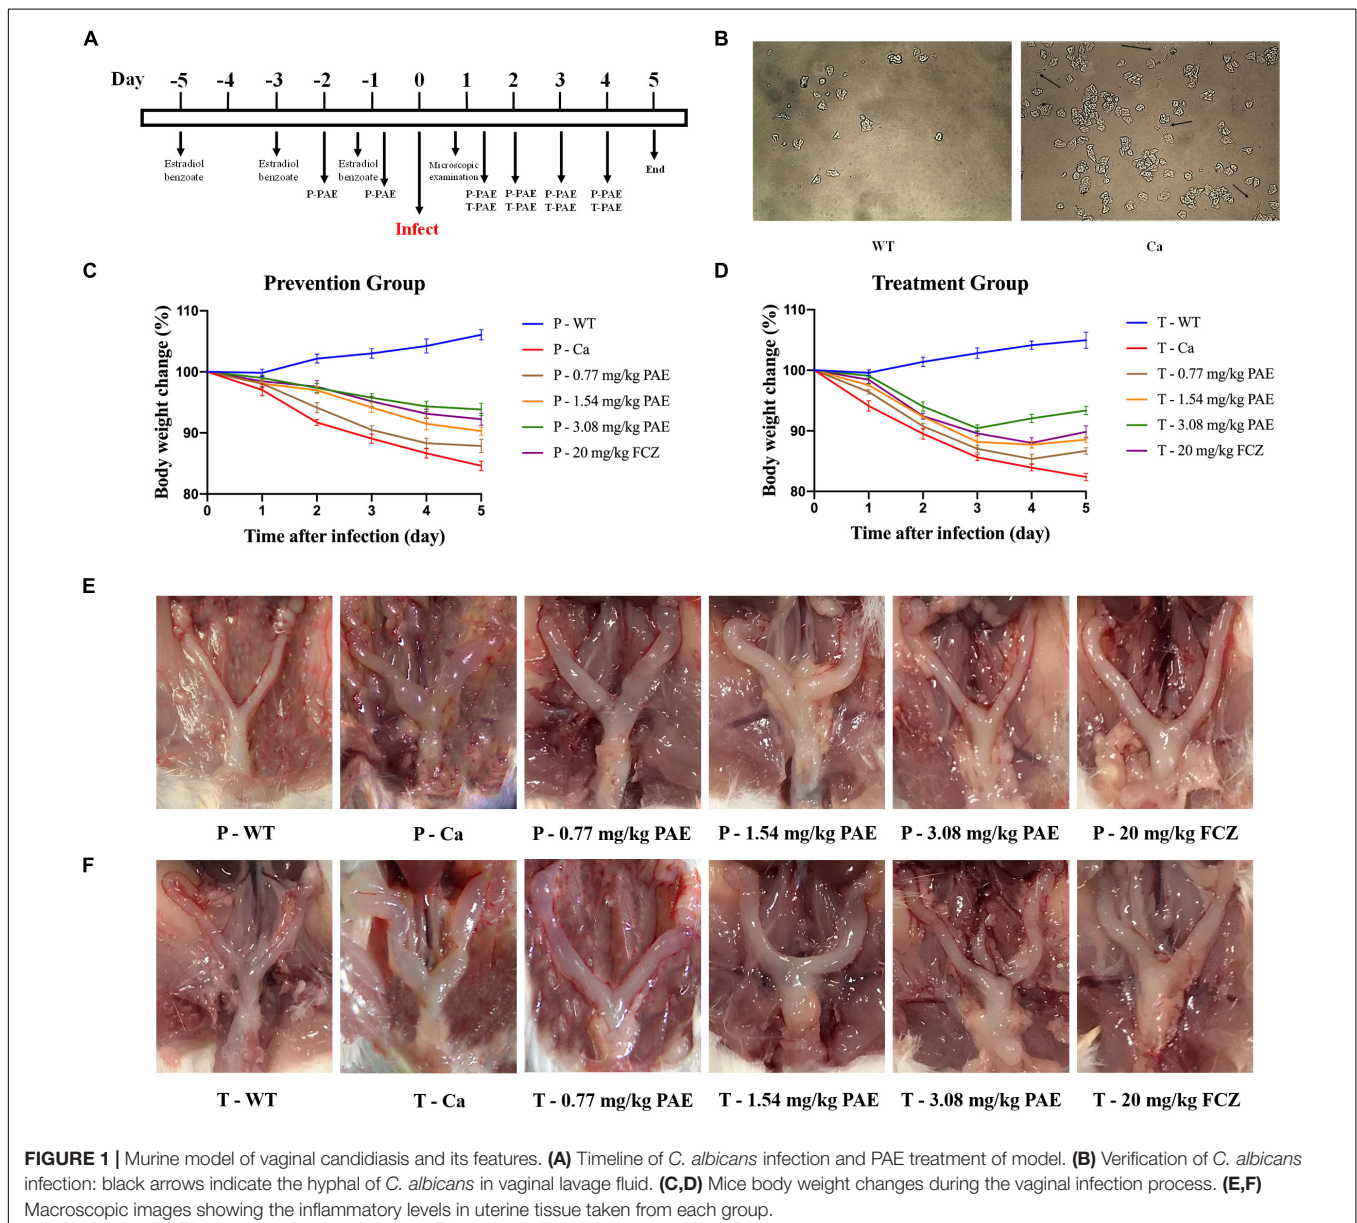 A
Day -5 -4 -3 -2 -1 0 1 2 3 4 5
Estradiol benzoate
Estradiol benzoate
P-PAE
Estradiol benzoate
P-PAE
Infect
Microscopic examination
P-PAE T-PAE
P-PAE T-PAE
P-PAE T-PAE
P-PAE T-PAE
End
B
WT
Ca
C
Prevention Group
Body weight change (%)
110
100
90
80
0 1 2 3 4 5
Time after infection (day)
P - WT
P - Ca
P - 0.77 mg/kg PAE
P - 1.54 mg/kg PAE
P - 3.08 mg/kg PAE
P - 20 mg/kg FCZ
D
Treatment Group
Body weight change (%)
110
100
90
80
0 1 2 3 4 5
Time after infection (day)
T - WT
T - Ca
T - 0.77 mg/kg PAE
T - 1.54 mg/kg PAE
T - 3.08 mg/kg PAE
T - 20 mg/kg FCZ
E
P - WT
P - Ca
P - 0.77 mg/kg PAE
P - 1.54 mg/kg PAE
P - 3.08 mg/kg PAE
P - 20 mg/kg FCZ
F
T - WT
T - Ca
T - 0.77 mg/kg PAE
T - 1.54 mg/kg PAE
T - 3.08 mg/kg PAE
T - 20 mg/kg FCZ
FIGURE 1 | Murine model of vaginal candidiasis and its features. (A) Timeline of C. albicans infection and PAE treatment of model. (B) Verification of C. albicans
infection: black arrows indicate the hyphal of C. albicans in vaginal lavage fluid. (C,D) Mice body weight changes during the vaginal infection process. (E,F)
Macroscopic images showing the inflammatory levels in uterine tissue taken from each group.